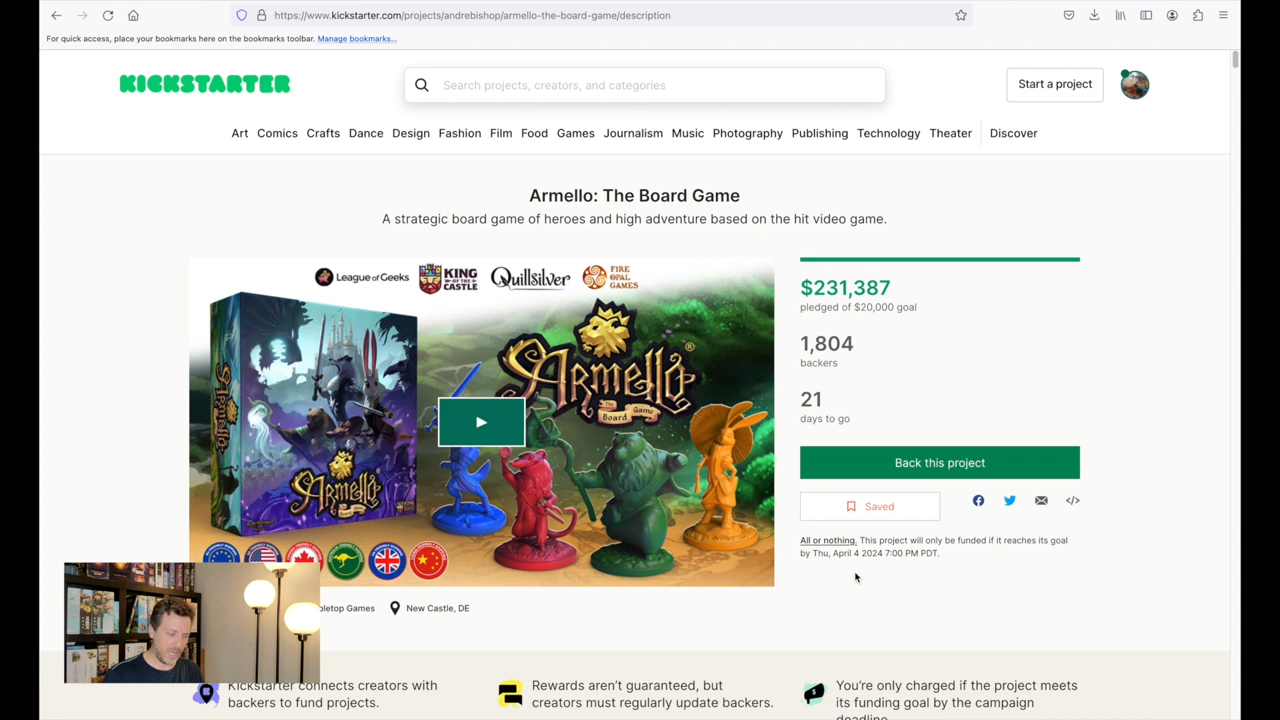 https://www.kickstarter.com/projects/andrebishop/armello-the-board-game/description
For quick access, place your bookmarks here on the bookmarks toolbar. Manage bookmarks...
KICKSTARTER
Search projects, creators, and categories
Start a project
Art Comics Crafts Dance Design Fashion Film Food Games Journalism Music Photography Publishing Technology Theater Discover
Armello: The Board Game
A strategic board game of heroes and high adventure based on the hit video game.
League of Geeks
KING OF THE CASTLE
Quillsilver
FIRE OPAL GAMES
ARMELLO
The Board Game
ARMELLO
ARMELLO
$231,387
pledged of $20,000 goal
1,804
backers
21
days to go
Back this project
Saved
All or nothing. This project will only be funded if it reaches its goal
by Thu, April 4 2024 7:00 PM PDT.
bletop Games
New Castle, DE
Kickstarter connects creators with
backers to fund projects.
Rewards aren't guaranteed, but
creators must regularly update backers.
You're only charged if the project meets
its funding goal by the campaign
deadline.